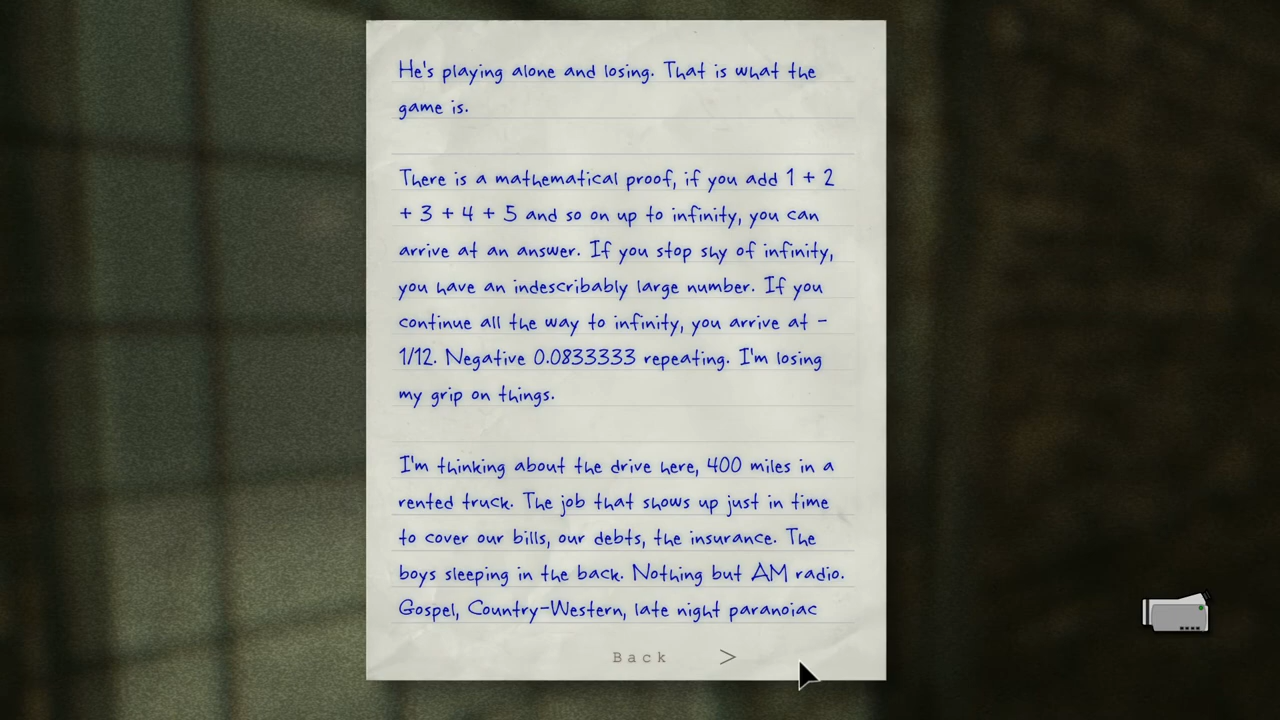 He's playing alone and losing. That is what the
game is.
There is a mathematical proof, if you add 1 + 2
+ 3 + 4 + 5 and so on up to infinity, you can
arrive at an answer. If you stop shy of infinity,
you have an indescribably large number. If you
continue all the way to infinity, you arrive at -
1/12. Negative 0.0833333 repeating. I'm losing
my grip on things.
I'm thinking about the drive here, 400 miles in a
rented truck. The job that shows up just in time
to cover our bills, our debts, the insurance. The
boys sleeping in the back. Nothing but AM radio.
Gospel, Country-Western, late night paranoiac
Back >